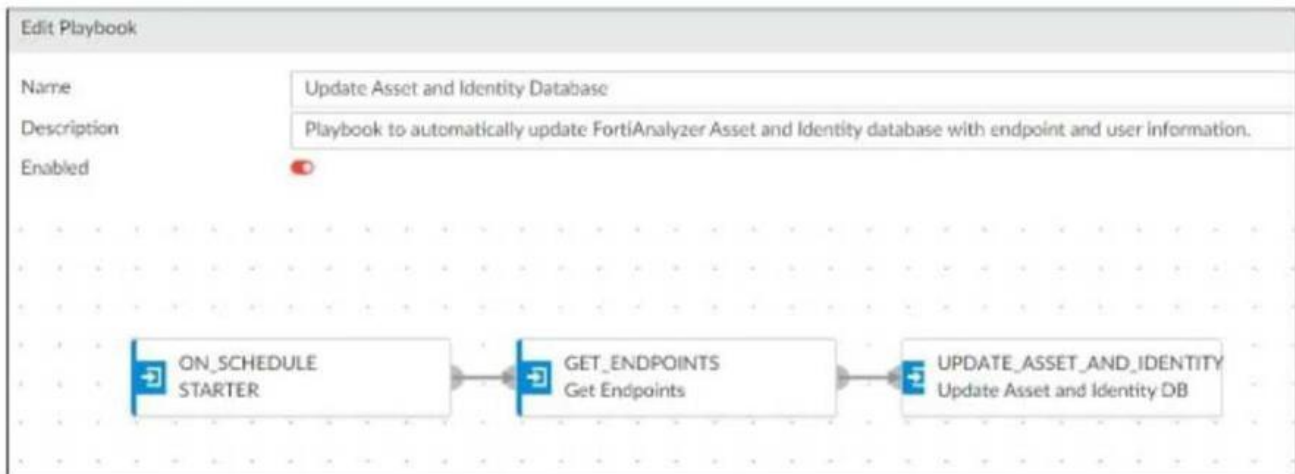 Edit Playbook
Name
Update Asset and Identity Database
Description
Playbook to automatically update FortiAnalyzer Asset and Identity database with endpoint and user information.
Enabled
ON_SCHEDULE
STARTER
GET_ENDPOINTS
Get Endpoints
UPDATE_ASSET_AND_IDENTITY
Update Asset and Identity DB